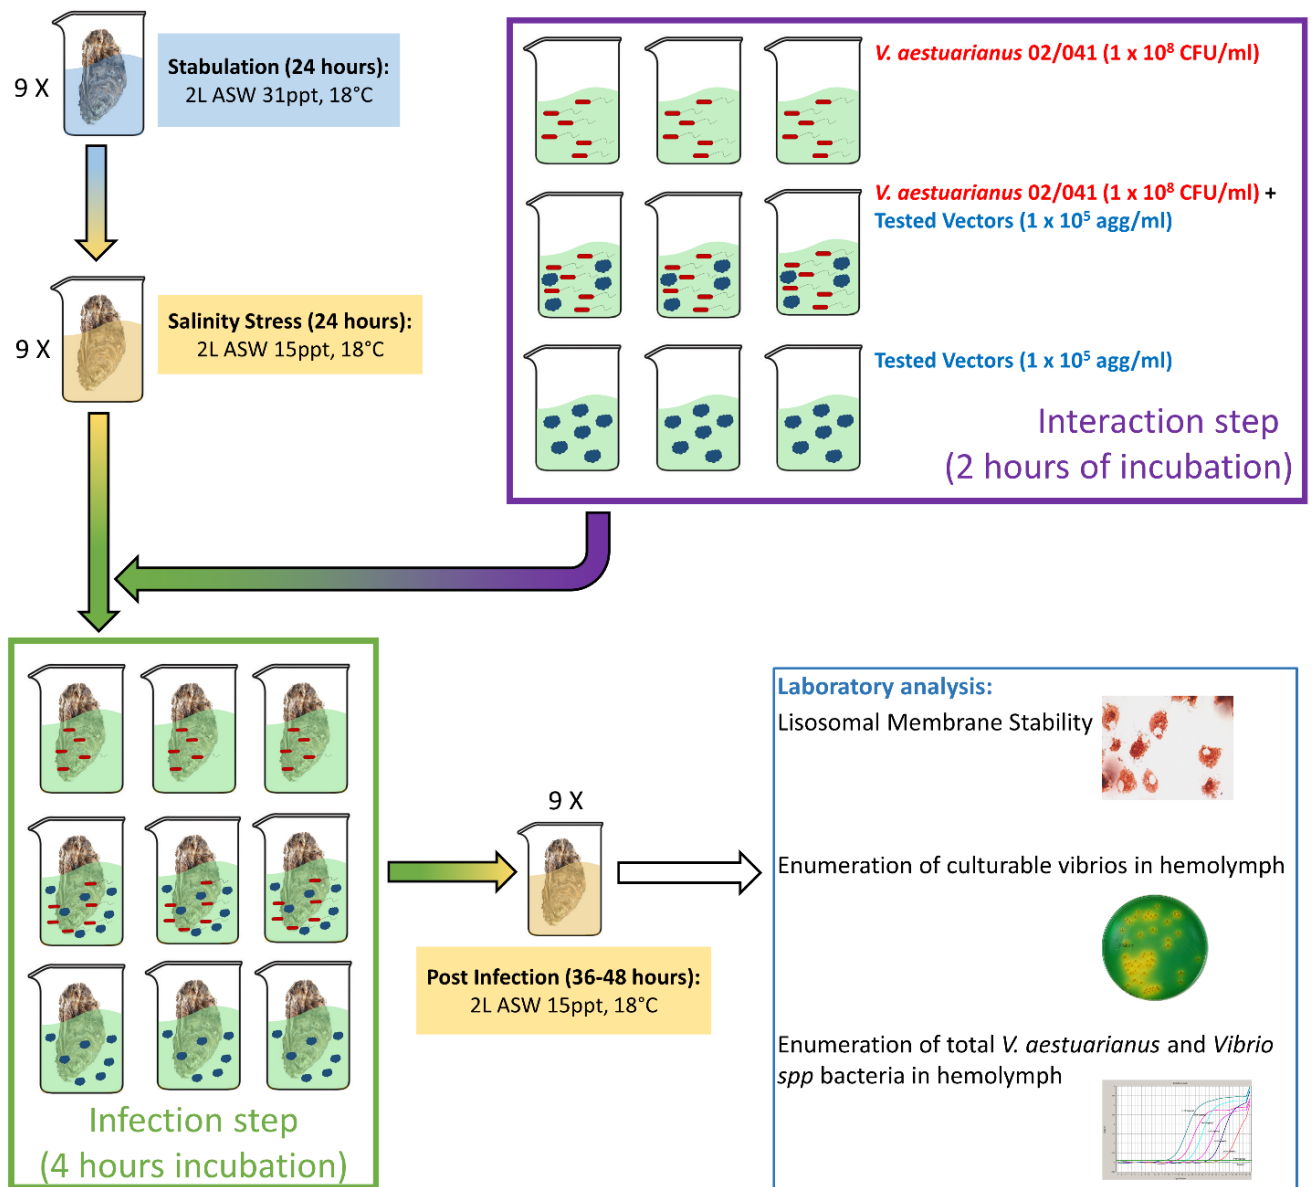 9 X
Stabulation (24 hours):
2L ASW 31ppt, 18°C
9 X
Salinity Stress (24 hours):
2L ASW 15ppt, 18°C
V. aestuarianus 02/041 (1 x 10⁸ CFU/ml)
V. aestuarianus 02/041 (1 x 10⁸ CFU/ml) +
Tested Vectors (1 x 10⁵ agg/ml)
Tested Vectors (1 x 10⁵ agg/ml)
Interaction step
(2 hours of incubation)
Infection step
(4 hours incubation)
9 X
Post Infection (36-48 hours):
2L ASW 15ppt, 18°C
Laboratory analysis:
Lisosomal Membrane Stability
Enumeration of culturable vibrios in hemolymph
Enumeration of total V. aestuarianus and Vibrio
spp bacteria in hemolymph